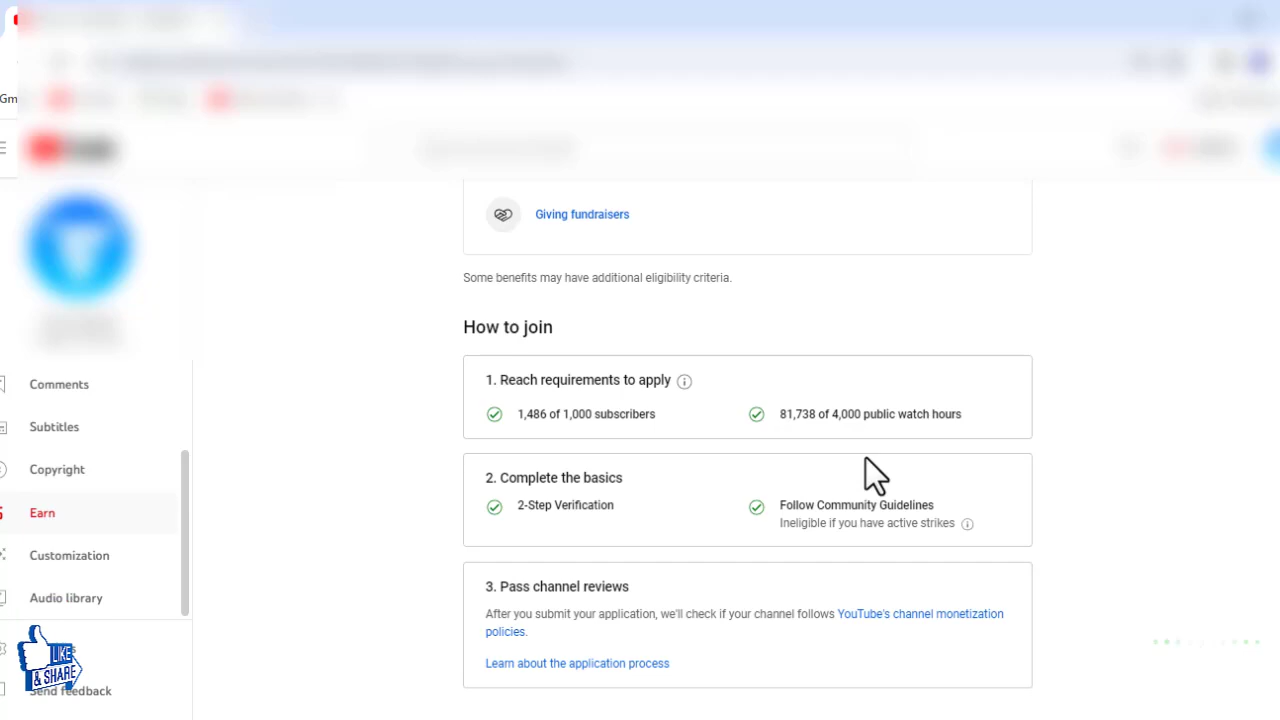 Gm
Giving fundraisers
Some benefits may have additional eligibility criteria.
How to join
1. Reach requirements to apply
1,486 of 1,000 subscribers
81,738 of 4,000 public watch hours
2. Complete the basics
2-Step Verification
Follow Community Guidelines
Ineligible if you have active strikes
3. Pass channel reviews
After you submit your application, we'll check if your channel follows YouTube's channel monetization
policies.
Learn about the application process
Comments
Subtitles
Copyright
Earn
Customization
Audio library
Send feedback
LIKE
& SHARE